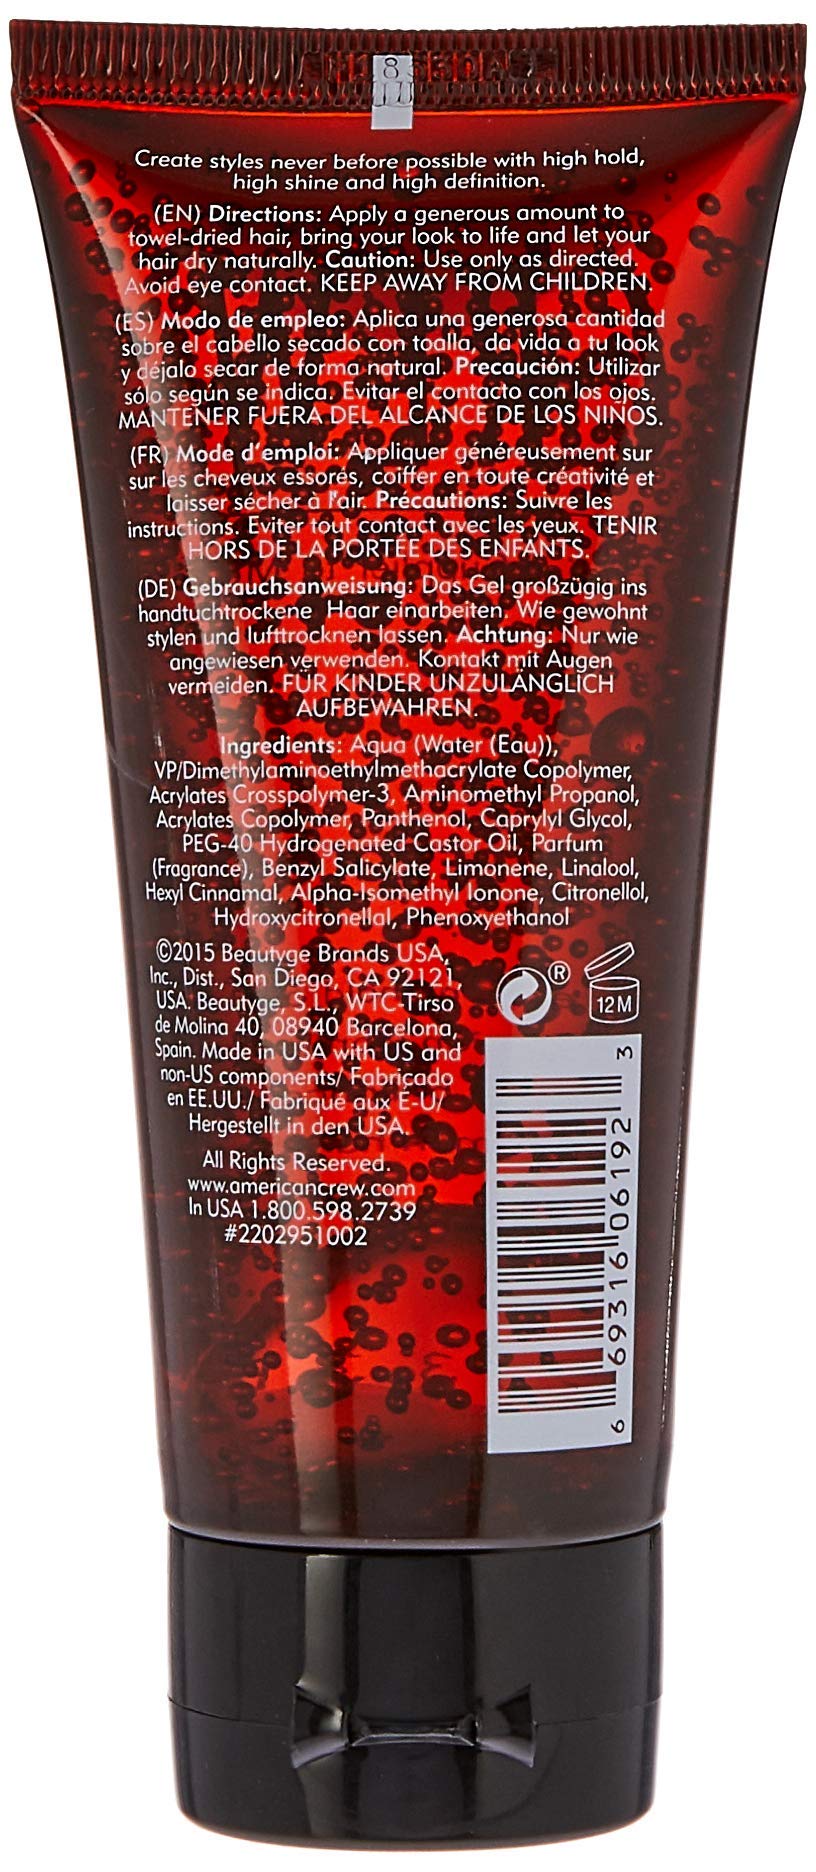 Create styles never before possible with high hold,
high shine and high definition.
(EN) Directions: Apply a generous amount to
towel-dried hair, bring your look to life and let your
hair dry naturally. Caution: Use only as directed.
Avoid eye contact. KEEP AWAY FROM CHILDREN.
(ES) Modo de empleo: Aplica una generosa cantidad
sobre el cabello secado con toalla, da vida a tu look
y déjalo secar de forma natural. Precaución: Utilizar
sólo según se indica. Evitar el contacto con los ojos.
MANTENER FUERA DEL ALCANCE DE LOS NINOS.
(FR) Mode d'emploi: Appliquer généreusement sur
sur les cheveux essorés, coiffer en toute créativité et
laisser sécher à l'air. Précautions: Suivre les
instructions. Eviter tout contact avec les yeux. TENIR
HORS DE LA PORTÉE DES ENFANTS.
(DE) Gebrauchsanweisung: Das Gel großzügig ins
handtuchtrockene Haar einarbeiten. Wie gewohnt
stylen und lufttrocknen lassen. Achtung: Nur wie
angewiesen verwenden. Kontakt mit Augen
vermeiden. FÜR KINDER UNZULÄNGLICH
AUFBEWAHREN.
Ingredients: Aqua (Water (Eau)),
VP/Dimethylaminoethylmethacrylate Copolymer,
Acrylates Crosspolymer-3, Aminomethyl Propanol,
Acrylates Copolymer, Panthenol, Caprylyl Glycol,
PEG-40 Hydrogenated Castor Oil, Parfum
(Fragrance), Benzyl Salicylate, Limonene, Linalool,
Hexyl Cinnamal, Alpha-Isomethyl Ionone, Citronellol,
Hydroxycitronellal, Phenoxyethanol
©2015 Beautyge Brands USA,
Inc., Dist., San Diego, CA 92121,
USA. Beautyge, S.L., WTC-Tirso
de Molina 40, 08940 Barcelona,
Spain. Made in USA with US and
non-US components/ Fabricado
en EE.UU./ Fabriqué aux É-U/
Hergestellt in den USA.
All Rights Reserved.
www.americancrew.com
In USA 1.800.598.2739
#2202951002
®
12M
6 69316 06192 3